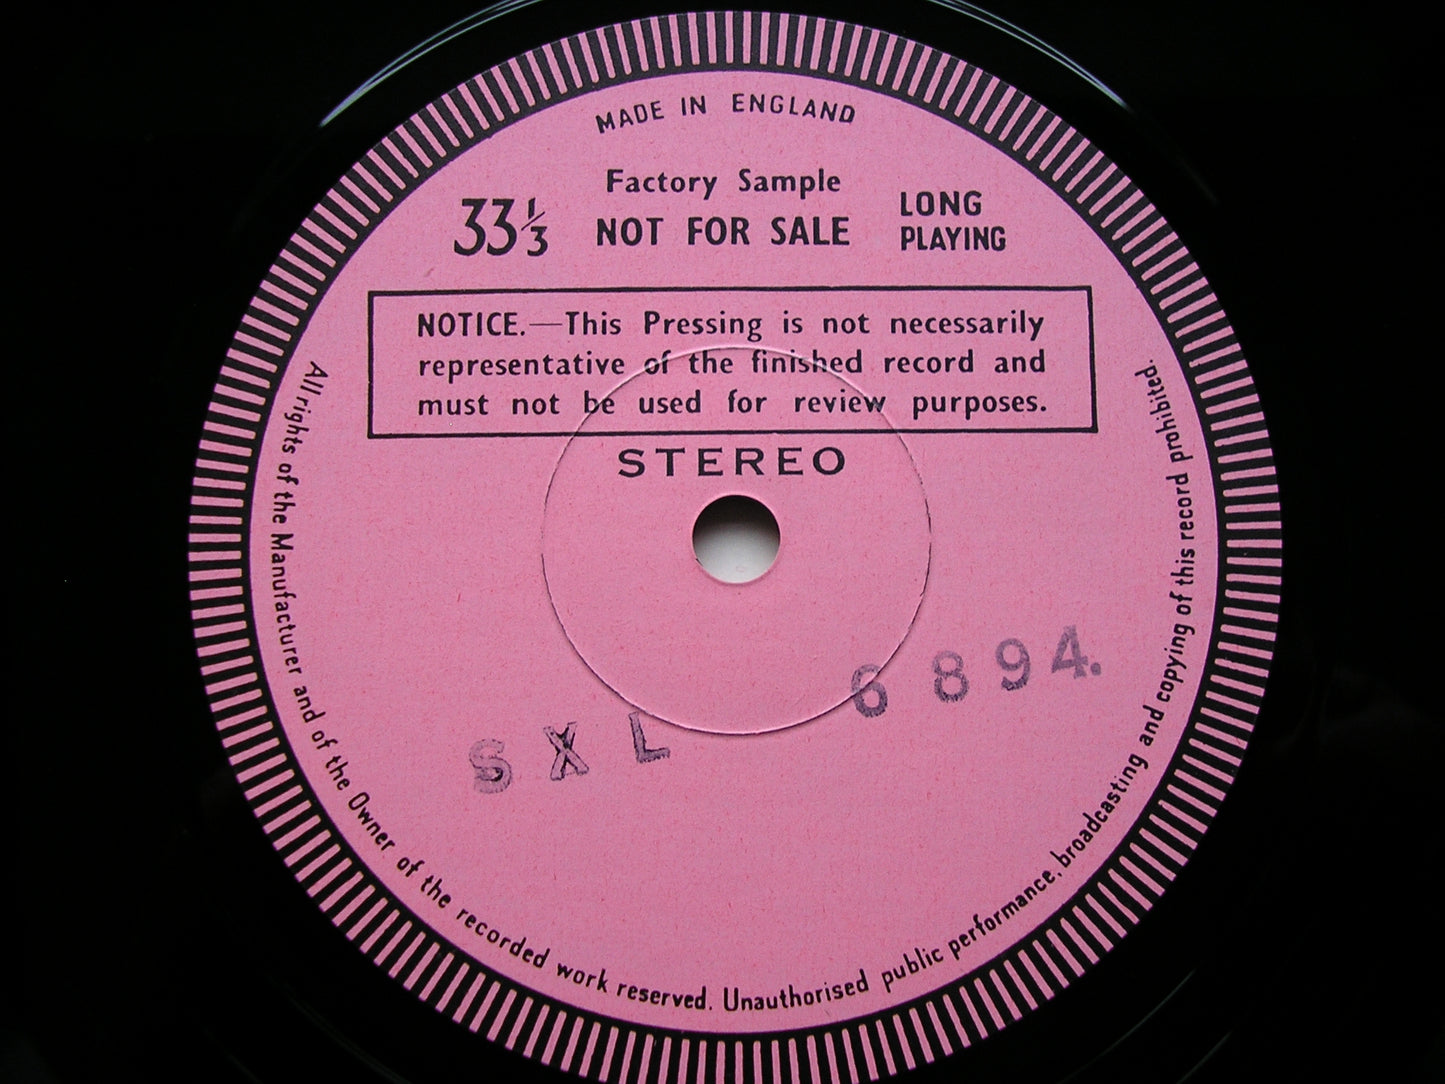 MADE IN ENGLAND
Factory Sample
33 1/3
NOT FOR SALE
LONG
PLAYING
NOTICE.—This Pressing is not necessarily
representative of the finished record and
must not be used for review purposes.
STEREO
SXL 6894.
All rights of the Manufacturer and of the Owner of the recorded work reserved. Unauthorised public performance, broadcasting and copying of this record prohibited.